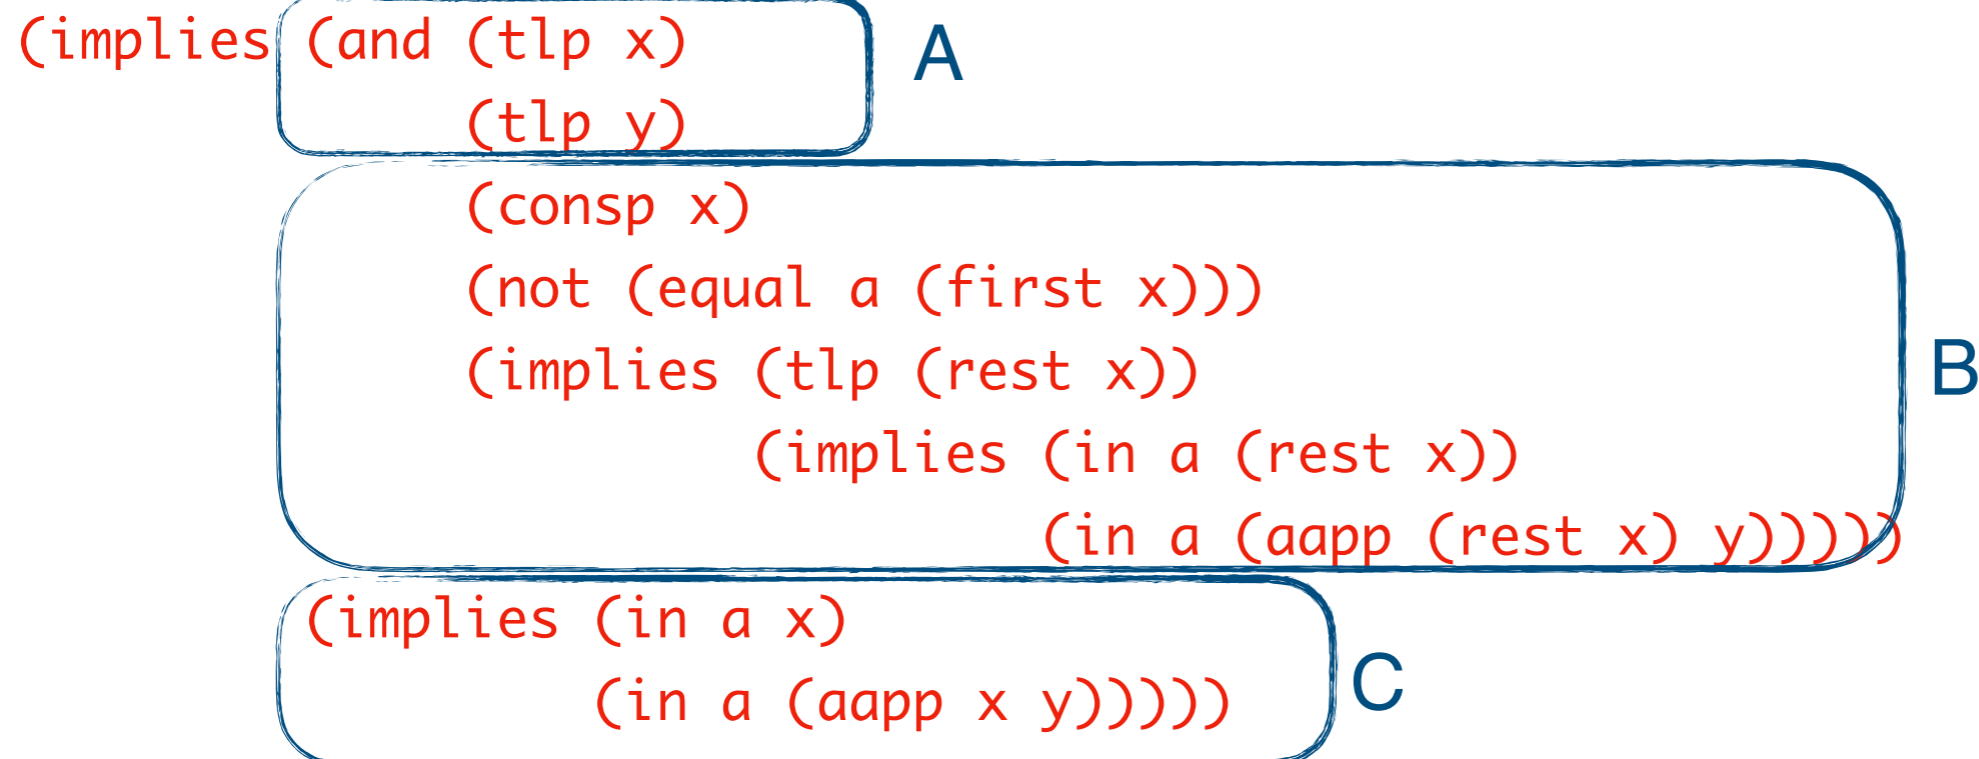 (implies (and (tlp x) A
(tlp y)
(consp x)
(not (equal a (first x)))
(implies (tlp (rest x)) B
(implies (in a (rest x))
(in a (aapp (rest x) y)))))
(implies (in a x)
(in a (aapp x y))))) C